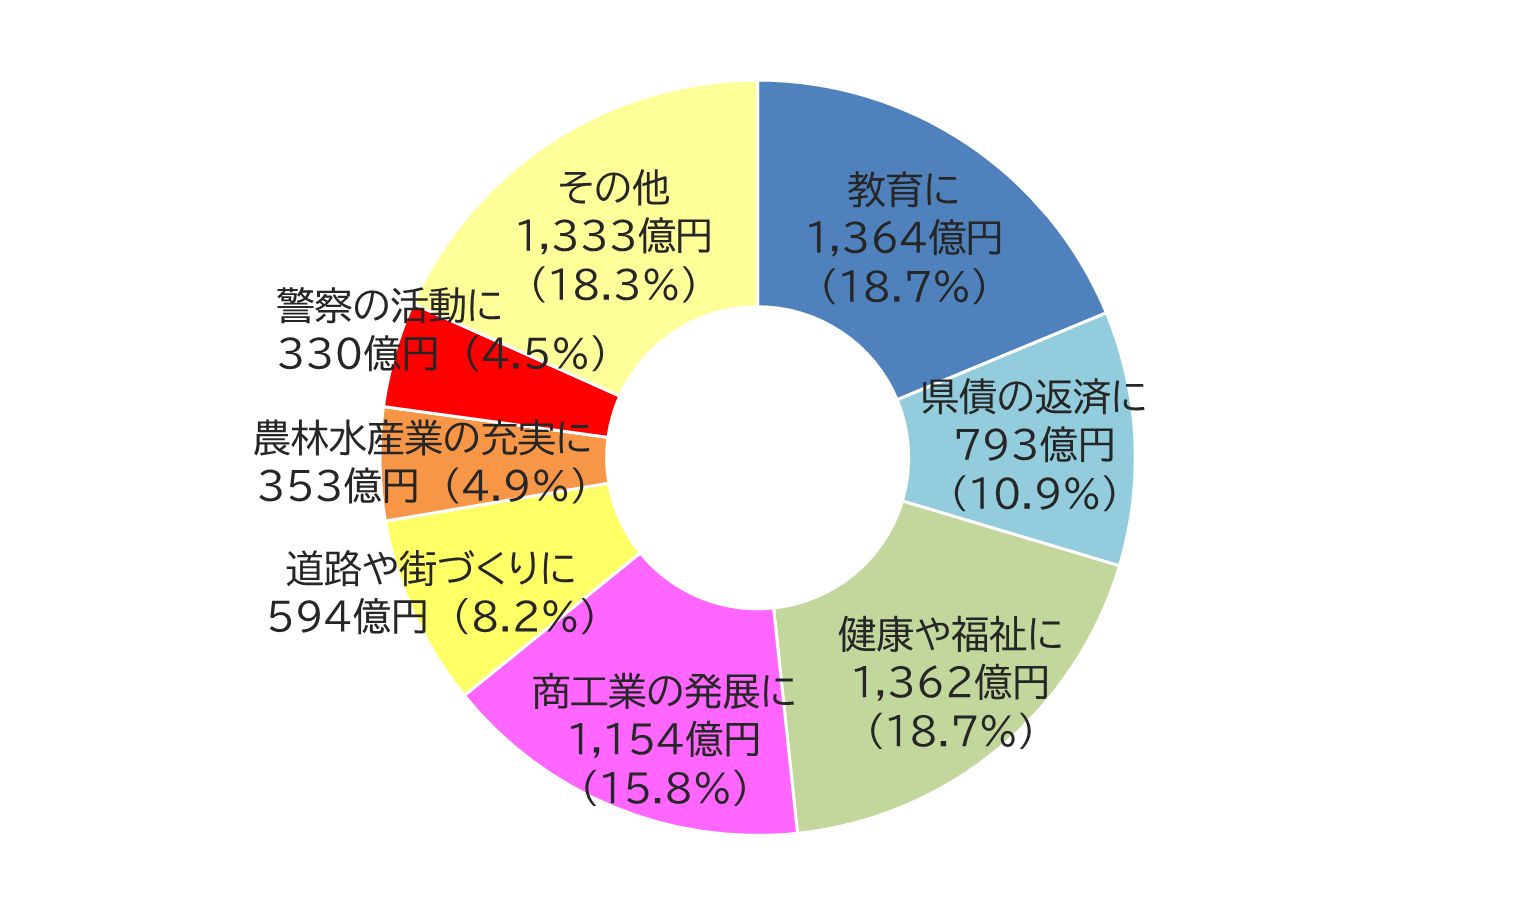 教育に
1,364億円
(18.7%)
県債の返済に
793億円
(10.9%)
健康や福祉に
1,362億円
(18.7%)
商工業の発展に
1,154億円
(15.8%)
道路や街づくりに
594億円 (8.2%)
農林水産業の充実に
353億円 (4.9%)
警察の活動に
330億円 (4.5%)
その他
1,333億円
(18.3%)